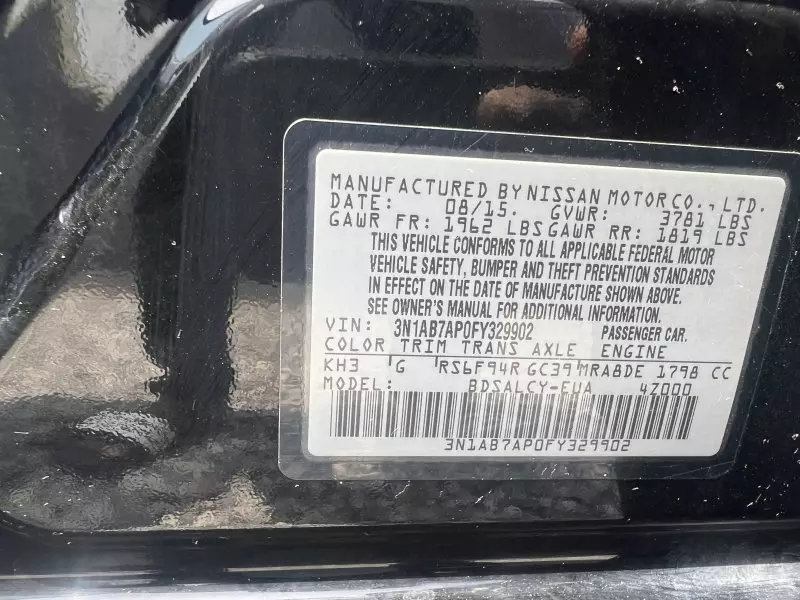 MANUFACTURED BY NISSAN MOTOR CO., LTD.
DATE: 08/15. GVWR: 3781 LBS
GAWR FR: 1962 LBS GAWR RR: 1819 LBS
THIS VEHICLE CONFORMS TO ALL APPLICABLE FEDERAL MOTOR
VEHICLE SAFETY, BUMPER AND THEFT PREVENTION STANDARDS
IN EFFECT ON THE DATE OF MANUFACTURE SHOWN ABOVE.
SEE OWNER'S MANUAL FOR ADDITIONAL INFORMATION.
VIN: 3N1AB7AP0FY329902 PASSENGER CAR.
COLOR TRIM TRANS AXLE ENGINE
KH3 G RS6F94R GC39 MRA8DE 1798 CC
MODEL: BDSALCY-EUA 4Z000
3N1AB7AP0FY329902